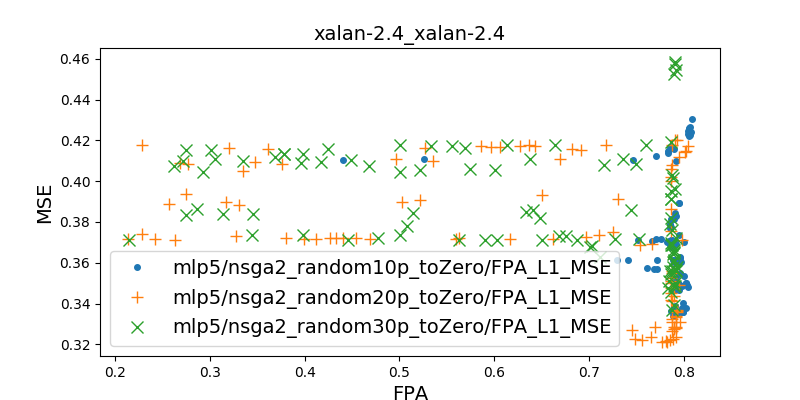 xalan-2.4_xalan-2.4
MSE
0.46
0.44
0.42
0.40
0.38
0.36
0.34
0.32
mlp5/nsga2_random10p_toZero/FPA_L1_MSE
mlp5/nsga2_random20p_toZero/FPA_L1_MSE
mlp5/nsga2_random30p_toZero/FPA_L1_MSE
0.2 0.3 0.4 0.5 0.6 0.7 0.8
FPA